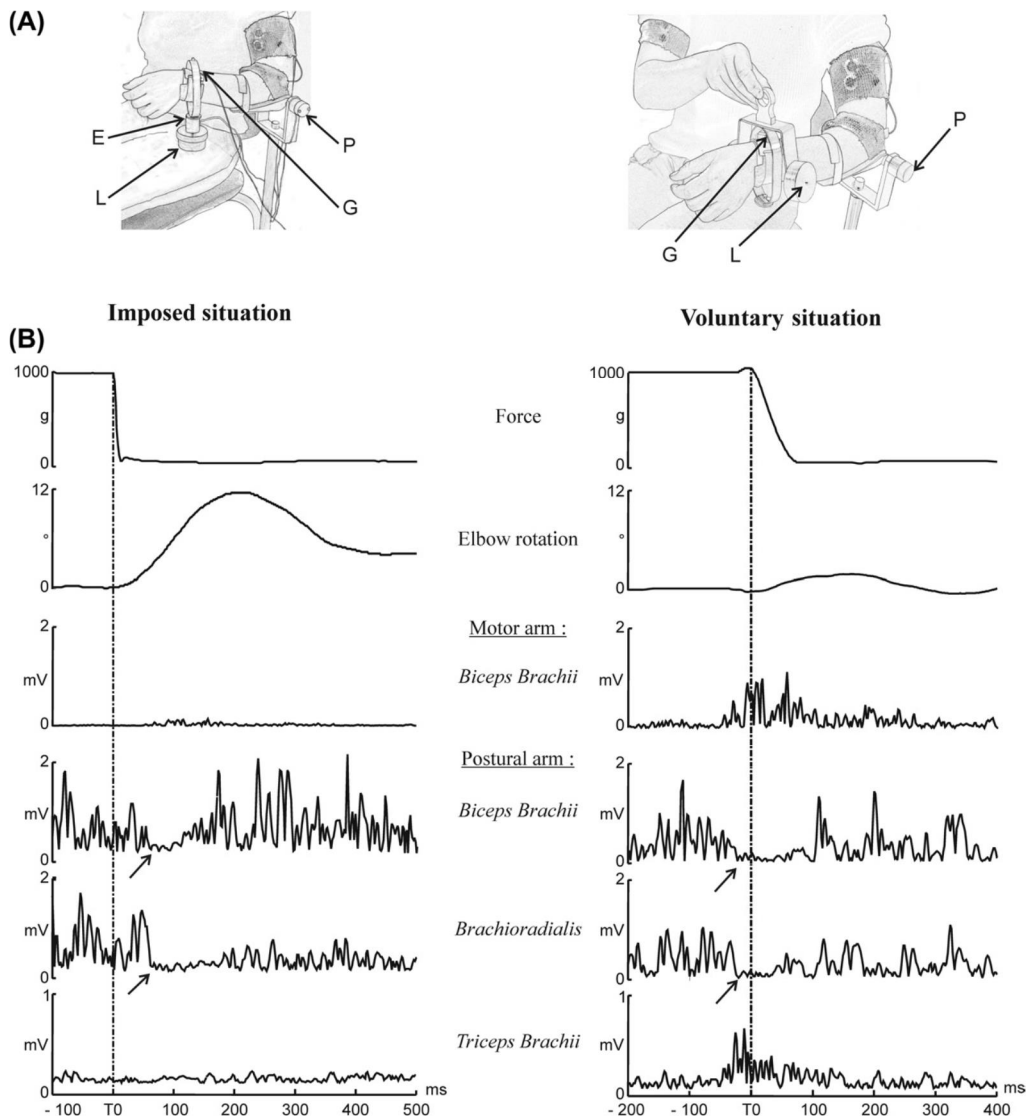 (A)
E
L
P
G
P
G
L
Imposed situation
Voluntary situation
(B)
1000
g
0
Force
1000
g
0
12
°
0
Elbow rotation
12
°
0
Motor arm :
2
mV
0
Biceps Brachii
2
mV
0
Postural arm :
2
mV
0
Biceps Brachii
2
mV
0
2
mV
0
Brachioradialis
2
mV
0
1
mV
0
Triceps Brachii
1
mV
0
- 100 T0 100 200 300 400 500 ms
- 200 - 100 T0 100 200 300 400 ms